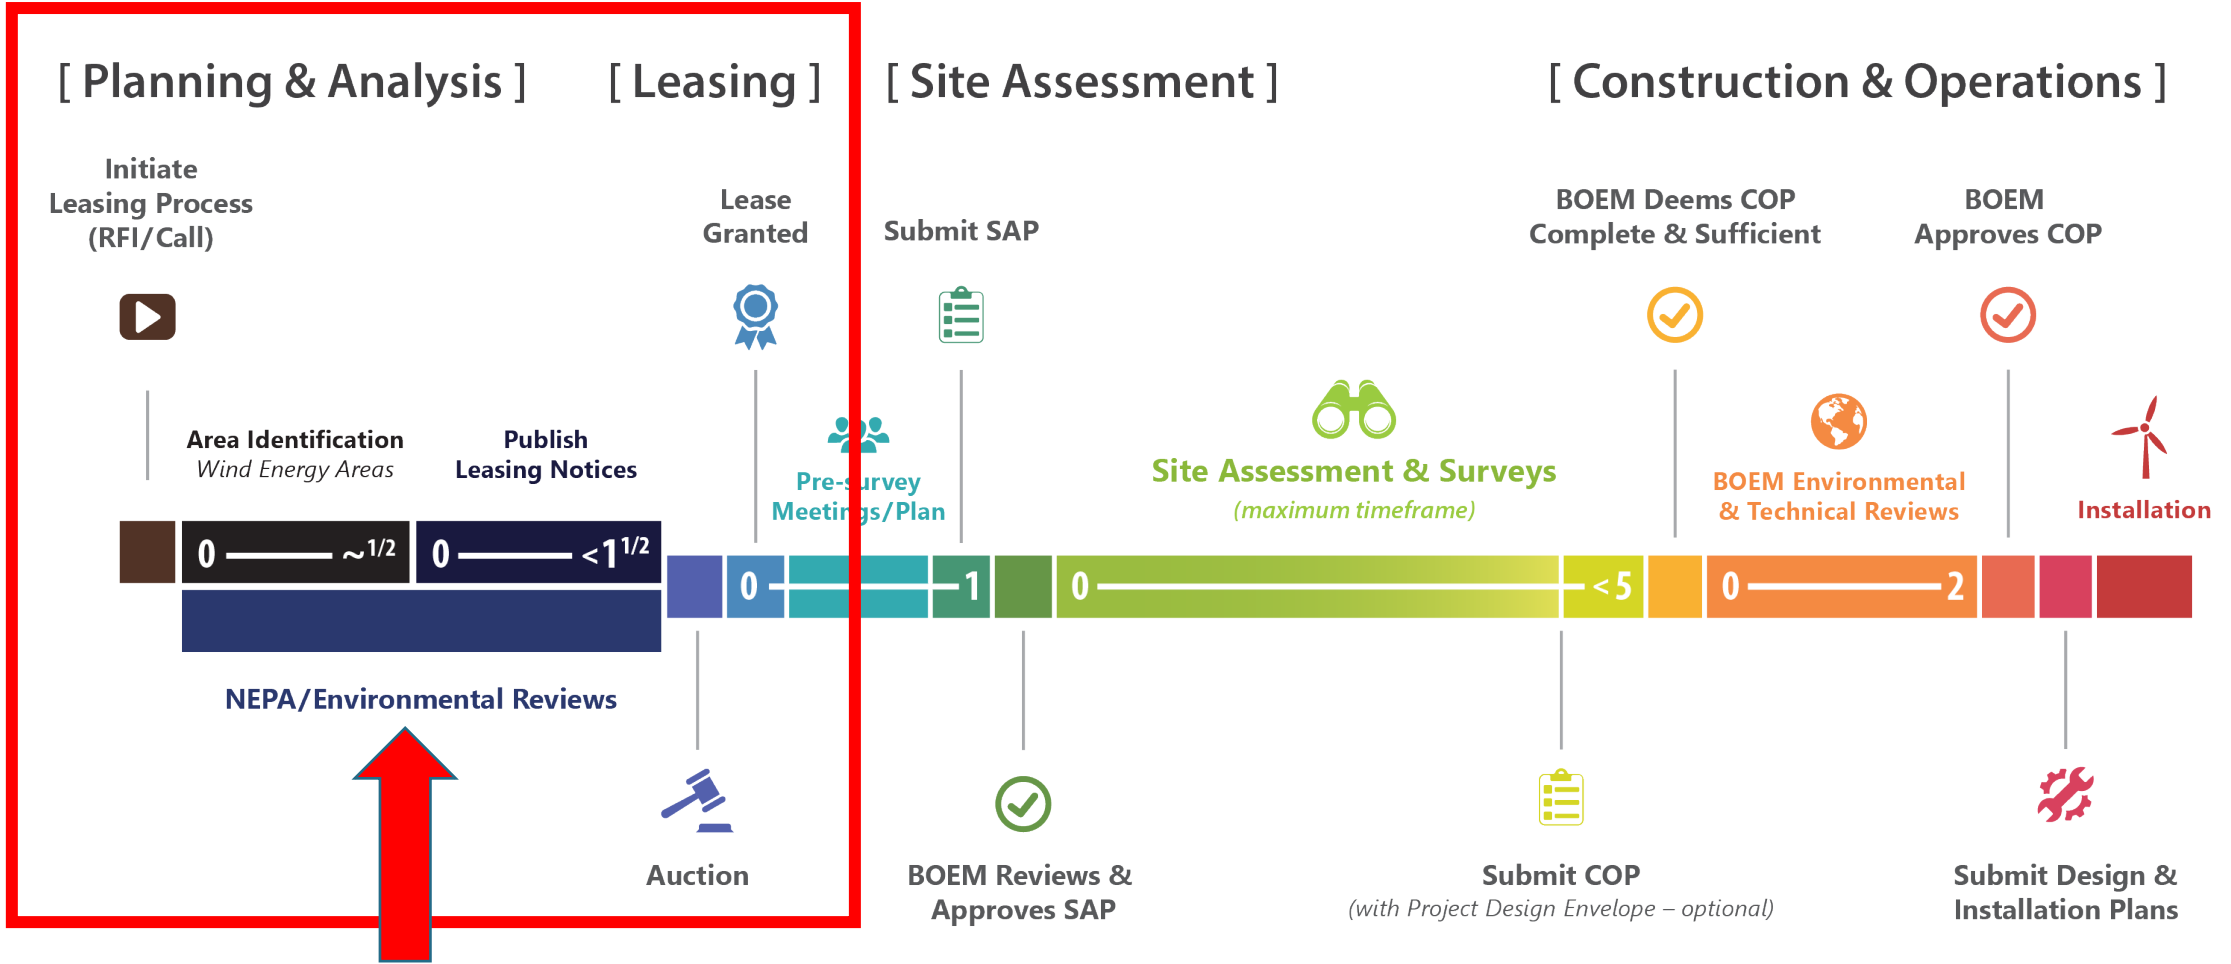 [ Planning & Analysis ]
[ Leasing ]
[ Site Assessment ]
[ Construction & Operations ]
Initiate
Leasing Process
(RFI/Call)
Lease
Granted
Submit SAP
BOEM Deems COP
Complete & Sufficient
BOEM
Approves COP
Area Identification
Wind Energy Areas
Publish
Leasing Notices
Pre-survey
Meetings/Plan
Site Assessment & Surveys
(maximum timeframe)
BOEM Environmental
& Technical Reviews
Installation
0 ~1/2
0 <1 1/2
0 1
0 <5
0 2
NEPA/Environmental Reviews
Auction
BOEM Reviews &
Approves SAP
Submit COP
(with Project Design Envelope – optional)
Submit Design &
Installation Plans